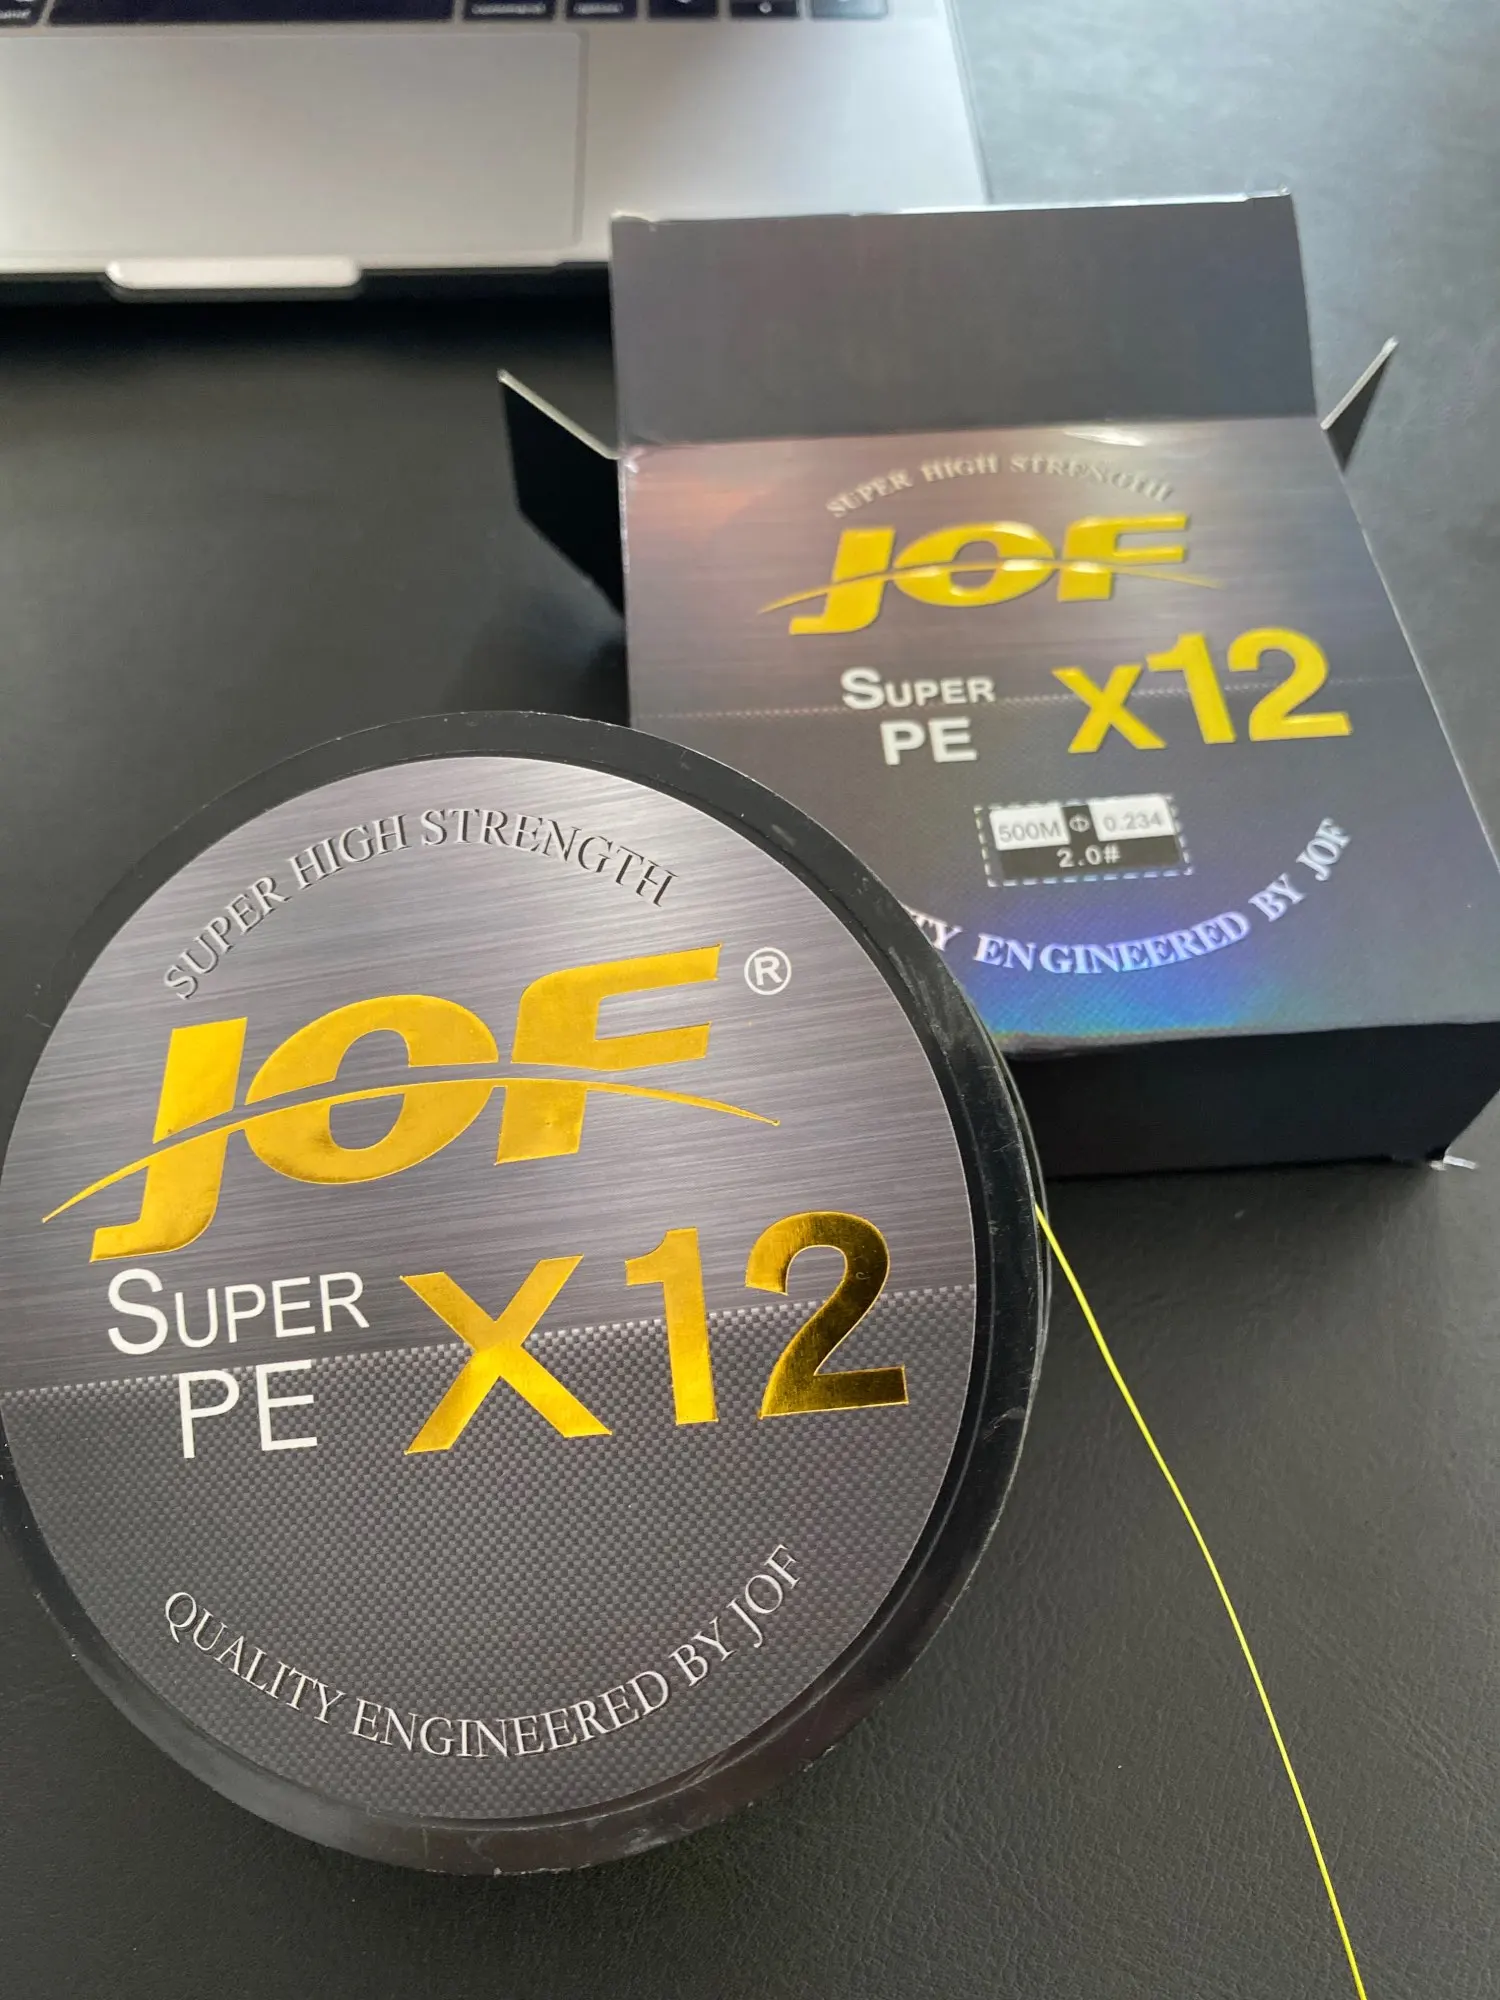 SUPER HIGH STRENGTH
JOF
SUPER
PE
X12
500M Φ 0.234
2.0#
TY ENGINEERED BY JOF
SUPER HIGH STRENGTH
JOF®
SUPER
PE
X12
QUALITY ENGINEERED BY JOF